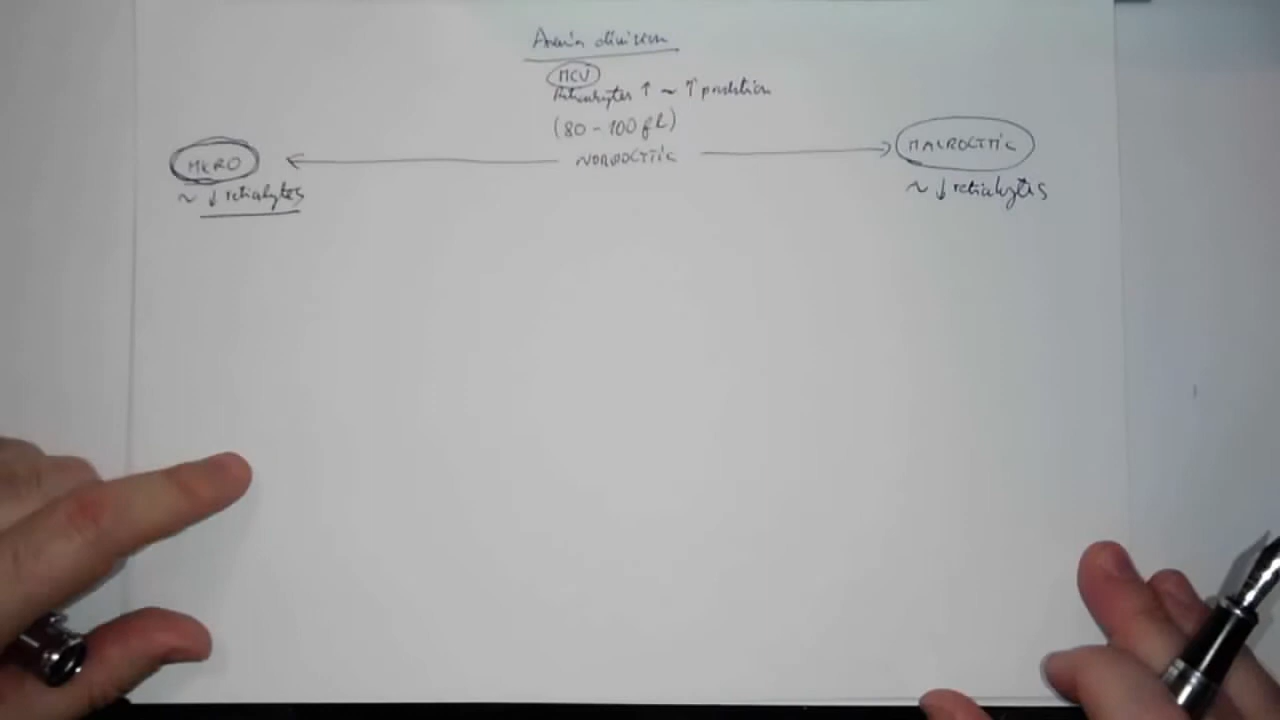 Anemia division
MCV
Reticulocytes ↑ ~ ↑ production
(80 - 100 fl)
MICRO ← NORMOCYTIC → MACROCYTIC
~ ↓ reticulocytes
~ ↓ reticulocytes